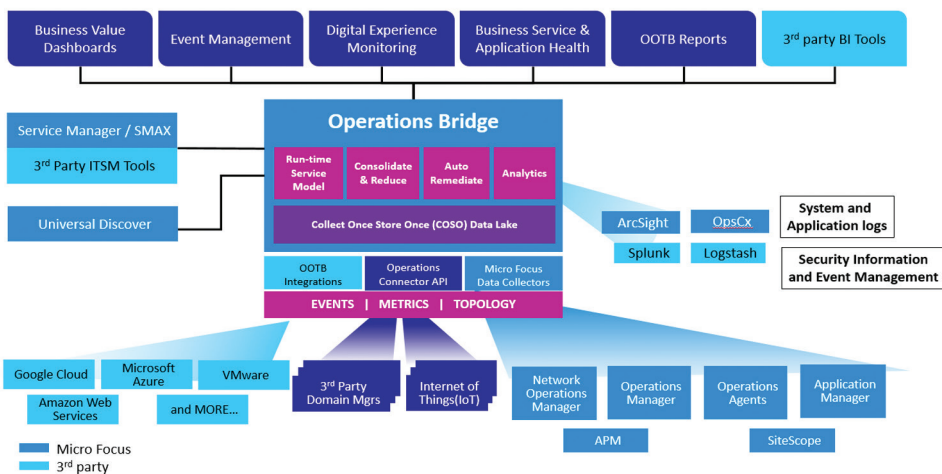 Business Value
Dashboards
Event Management
Digital Experience
Monitoring
Business Service &
Application Health
OOTB Reports
3rd party BI Tools
Operations Bridge
Service Manager / SMAX
3rd Party ITSM Tools
Universal Discover
Run-time
Service
Model
Consolidate
& Reduce
Auto
Remediate
Analytics
Collect Once Store Once (COSO) Data Lake
ArcSight
OpsCx
Splunk
Logstash
System and
Application logs
Security Information
and Event Management
OOTB
Integrations
Operations
Connector API
Micro Focus
Data Collectors
EVENTS | METRICS | TOPOLOGY
Google Cloud
Microsoft
Azure
VMware
Amazon Web
Services
and MORE...
3rd Party
Domain Mgrs
Internet of
Things(IoT)
Network
Operations
Manager
Operations
Manager
Operations
Agents
Application
Manager
APM
SiteScope
Micro Focus
3rd party